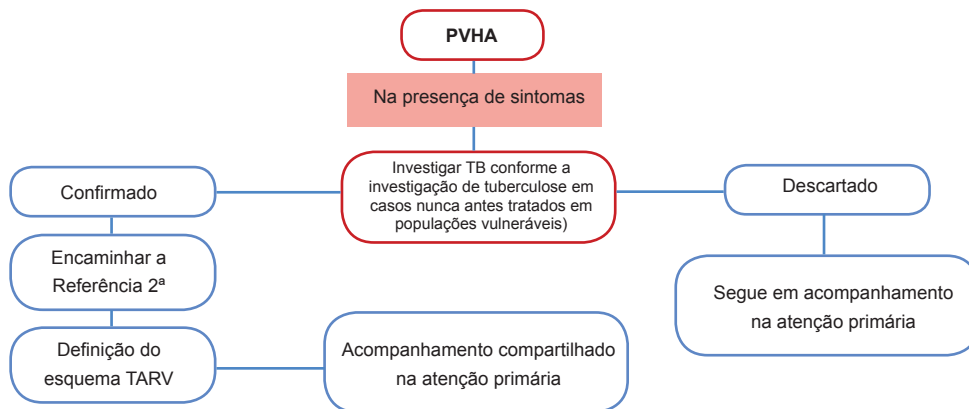 PVHA
Na presença de sintomas
Investigar TB conforme a
investigação de tuberculose em
casos nunca antes tratados em
populações vulneráveis)
Confirmado
Descartado
Encaminhar a
Referência 2ª
Segue em acompanhamento
na atenção primária
Definição do
esquema TARV
Acompanhamento compartilhado
na atenção primária